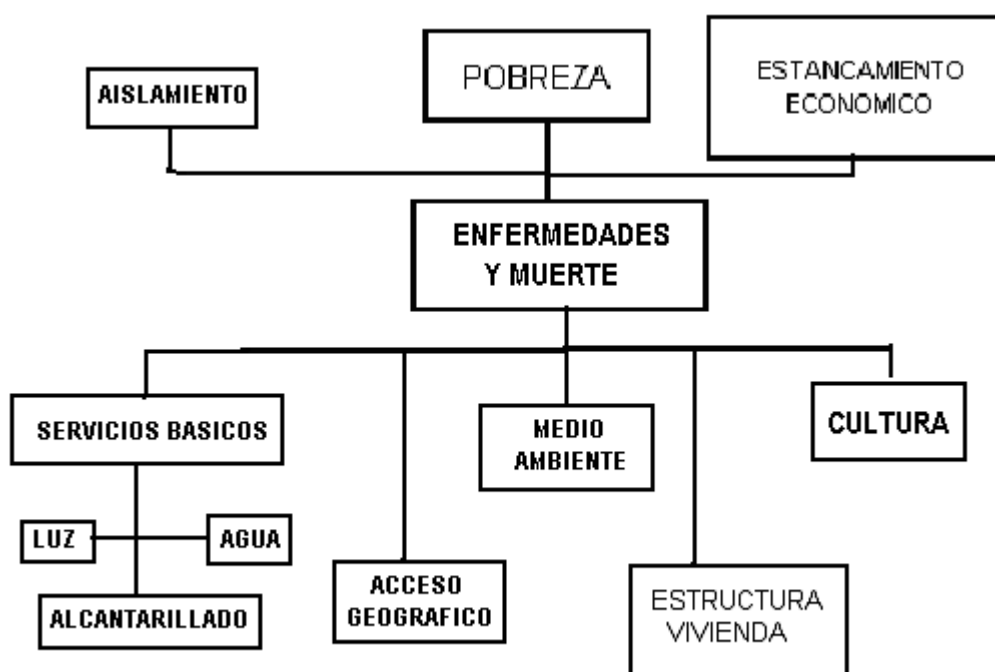 AISLAMIENTO
POBREZA
ESTANCAMIENTO
ECONOMICO
ENFERMEDADES
Y MUERTE
SERVICIOS BASICOS
MEDIO
AMBIENTE
CULTURA
LUZ
AGUA
ALCANTARILLADO
ACCESO
GEOGRAFICO
ESTRUCTURA
VIVIENDA